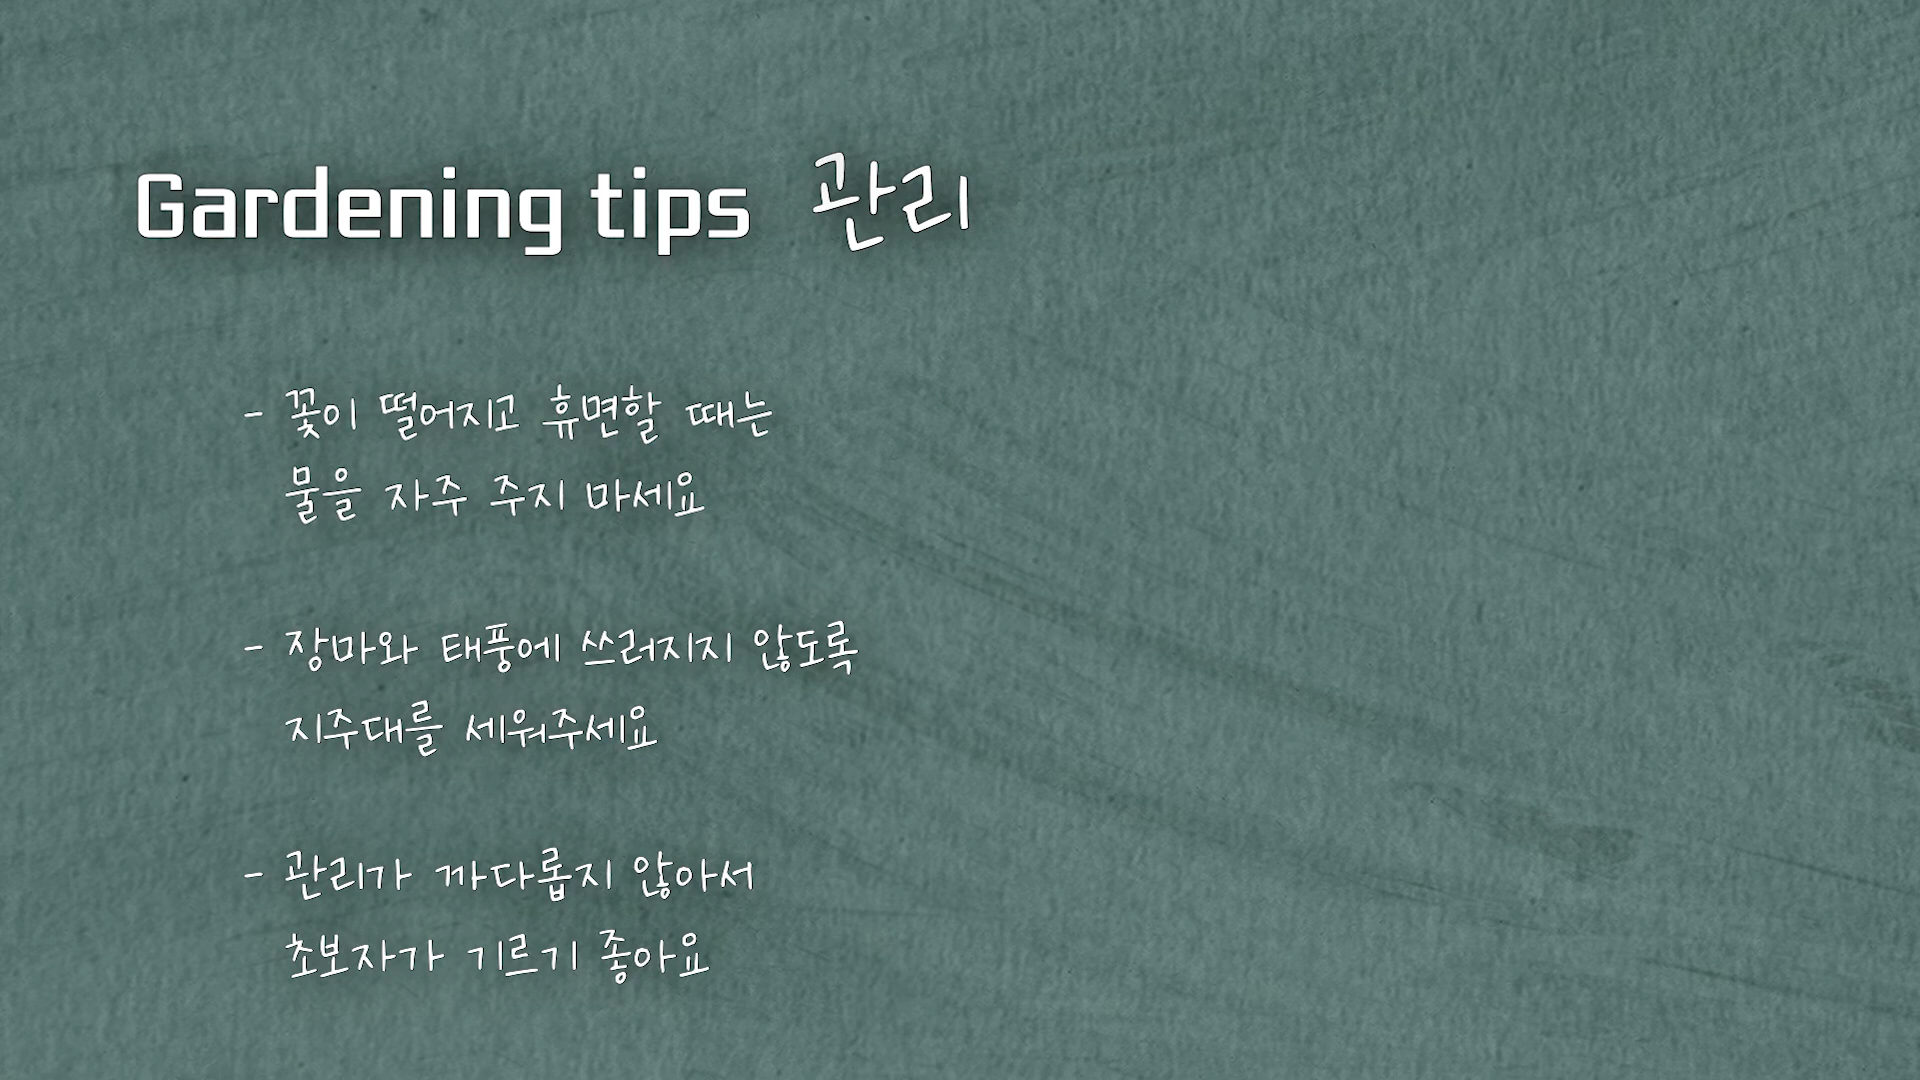 Gardening tips 관리
- 꽃이 떨어지고 휴면할 때는
물을 자주 주지 마세요
- 장마와 태풍에 쓰러지지 않도록
지주대를 세워주세요
- 관리가 까다롭지 않아서
초보자가 기르기 좋아요